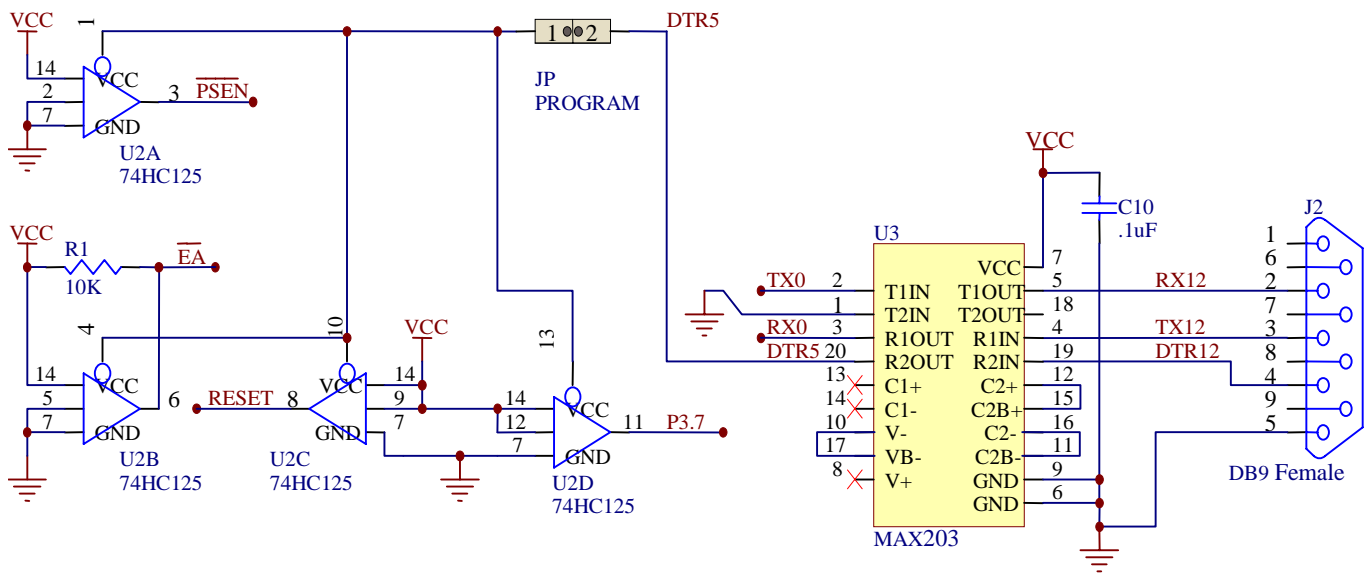 VCC
1
14
2
7
VCC
GND
3
PSEN
U2A
74HC125
1 2
JP
PROGRAM
DTR5
VCC
R1
10K
EA
4
14
5
7
VCC
GND
6
U2B
74HC125
10
RESET
8
VCC
GND
14
9
7
U2C
74HC125
VCC
13
14
12
7
VCC
GND
11
P3.7
U2D
74HC125
VCC
C10
.1uF
U3
TX0
2
T1IN
1
T2IN
RX0
3
R1OUT
DTR5
20
R2OUT
13
C1+
14
C1-
10
V-
17
VB-
8
V+
VCC
7
T1OUT
5
T2OUT
18
R1IN
4
R2IN
19
C2+
12
C2B+
15
C2-
16
C2B-
11
GND
9
GND
6
MAX203
RX12
TX12
DTR12
J2
1
6
2
7
3
8
4
9
5
DB9 Female